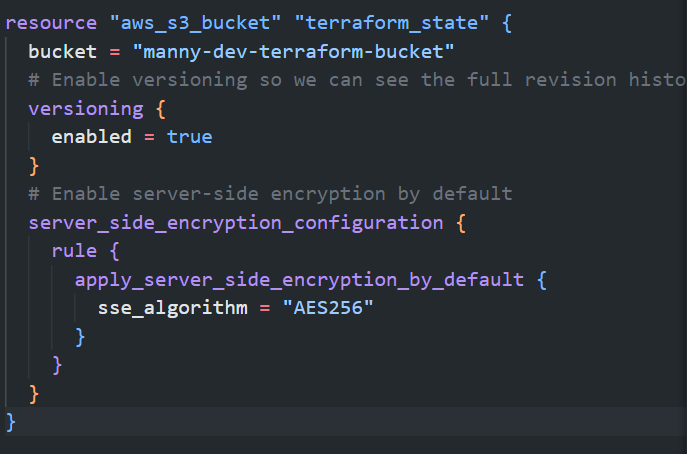 resource "aws_s3_bucket" "terraform_state" {
  bucket = "manny-dev-terraform-bucket"
  # Enable versioning so we can see the full revision histo
  versioning {
    enabled = true
  }
  # Enable server-side encryption by default
  server_side_encryption_configuration {
    rule {
      apply_server_side_encryption_by_default {
        sse_algorithm = "AES256"
      }
    }
  }
}